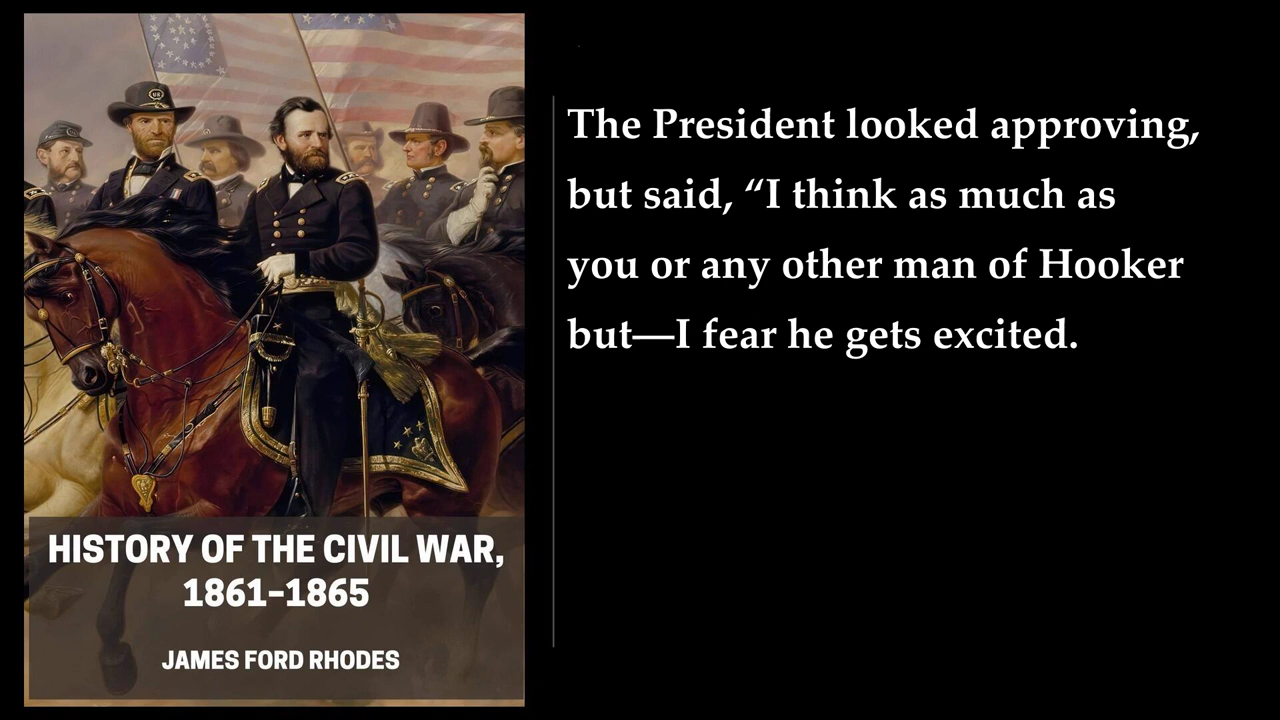 HISTORY OF THE CIVIL WAR,
1861–1865
JAMES FORD RHODES
The President looked approving,
but said, “I think as much as
you or any other man of Hooker
but—I fear he gets excited.